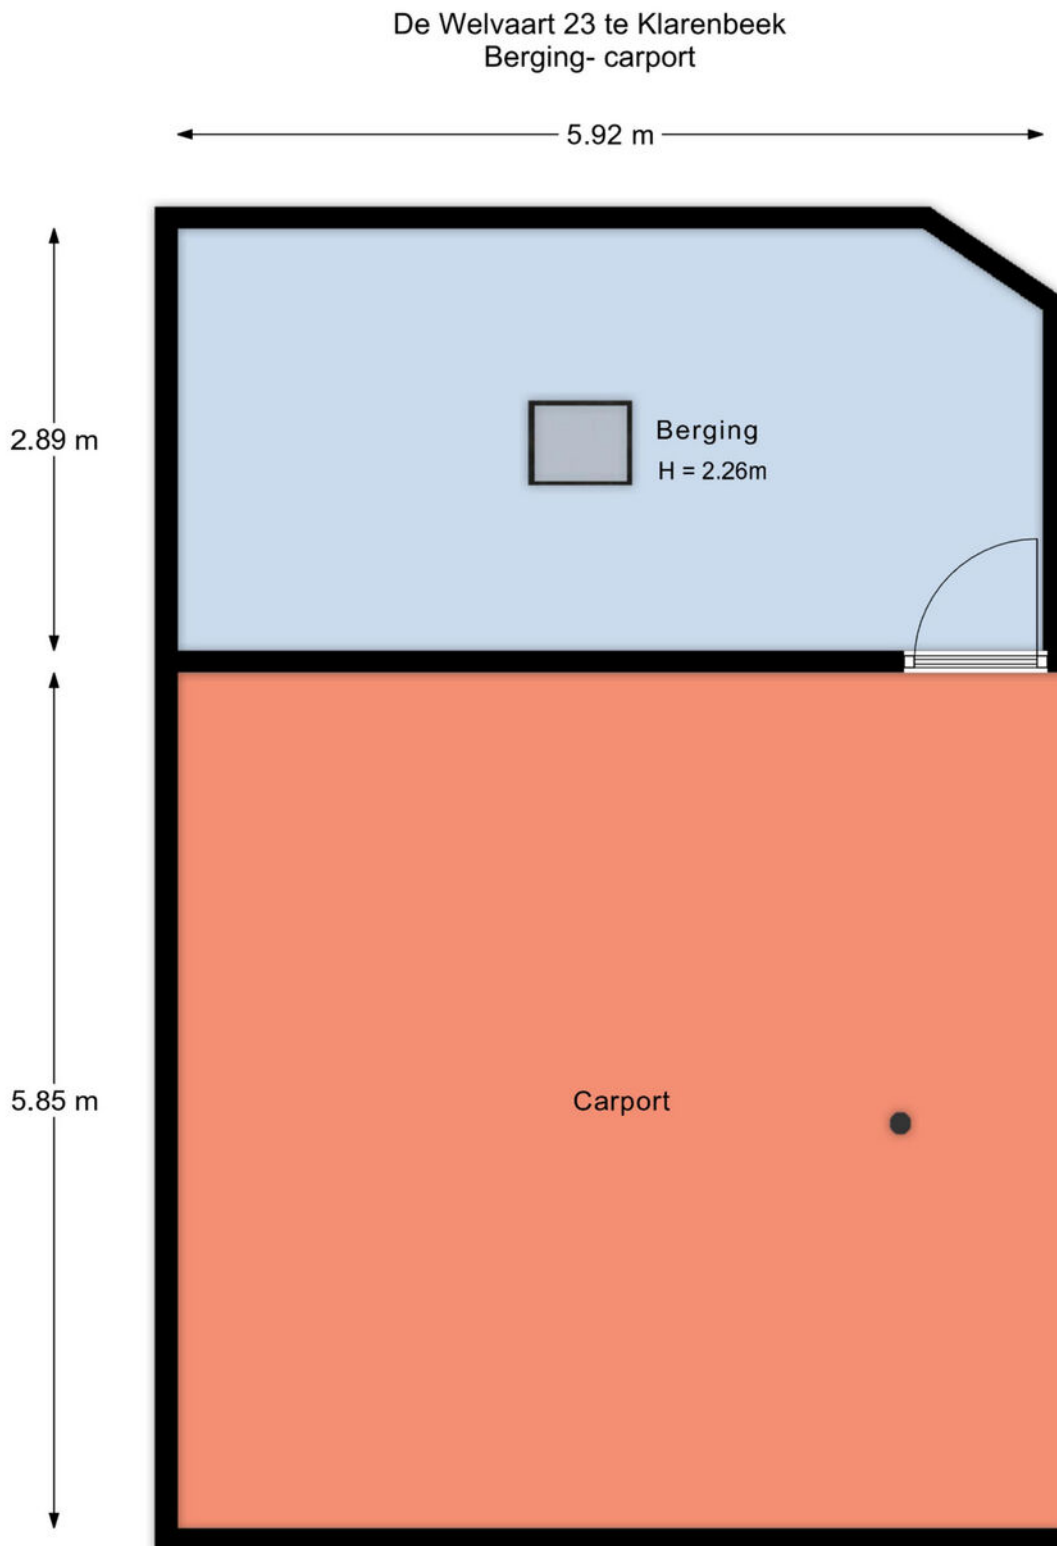 De Welvaart 23 te Klarenbeek
Berging- carport
5.92 m
2.89 m
Berging
H = 2.26m
5.85 m
Carport